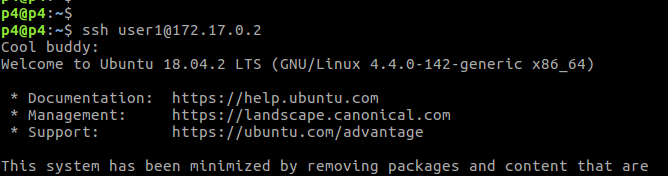 p4@p4:~$
p4@p4:~$
p4@p4:~$ ssh user1@172.17.0.2
Cool buddy:
Welcome to Ubuntu 18.04.2 LTS (GNU/Linux 4.4.0-142-generic x86_64)
* Documentation:  https://help.ubuntu.com
* Management:     https://landscape.canonical.com
* Support:        https://ubuntu.com/advantage
This system has been minimized by removing packages and content that are